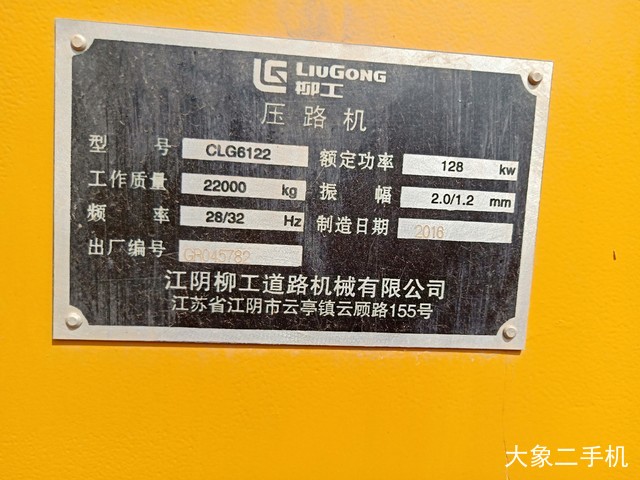 LIUGONG
柳工
压路机
型号 CLG6122 额定功率 128 kw
工作质量 22000 kg 振幅 2.0/1.2 mm
频率 28/32 Hz 制造日期 2016
出厂编号 GB045782
江阴柳工道路机械有限公司
江苏省江阴市云亭镇云顾路155号
大象二手机